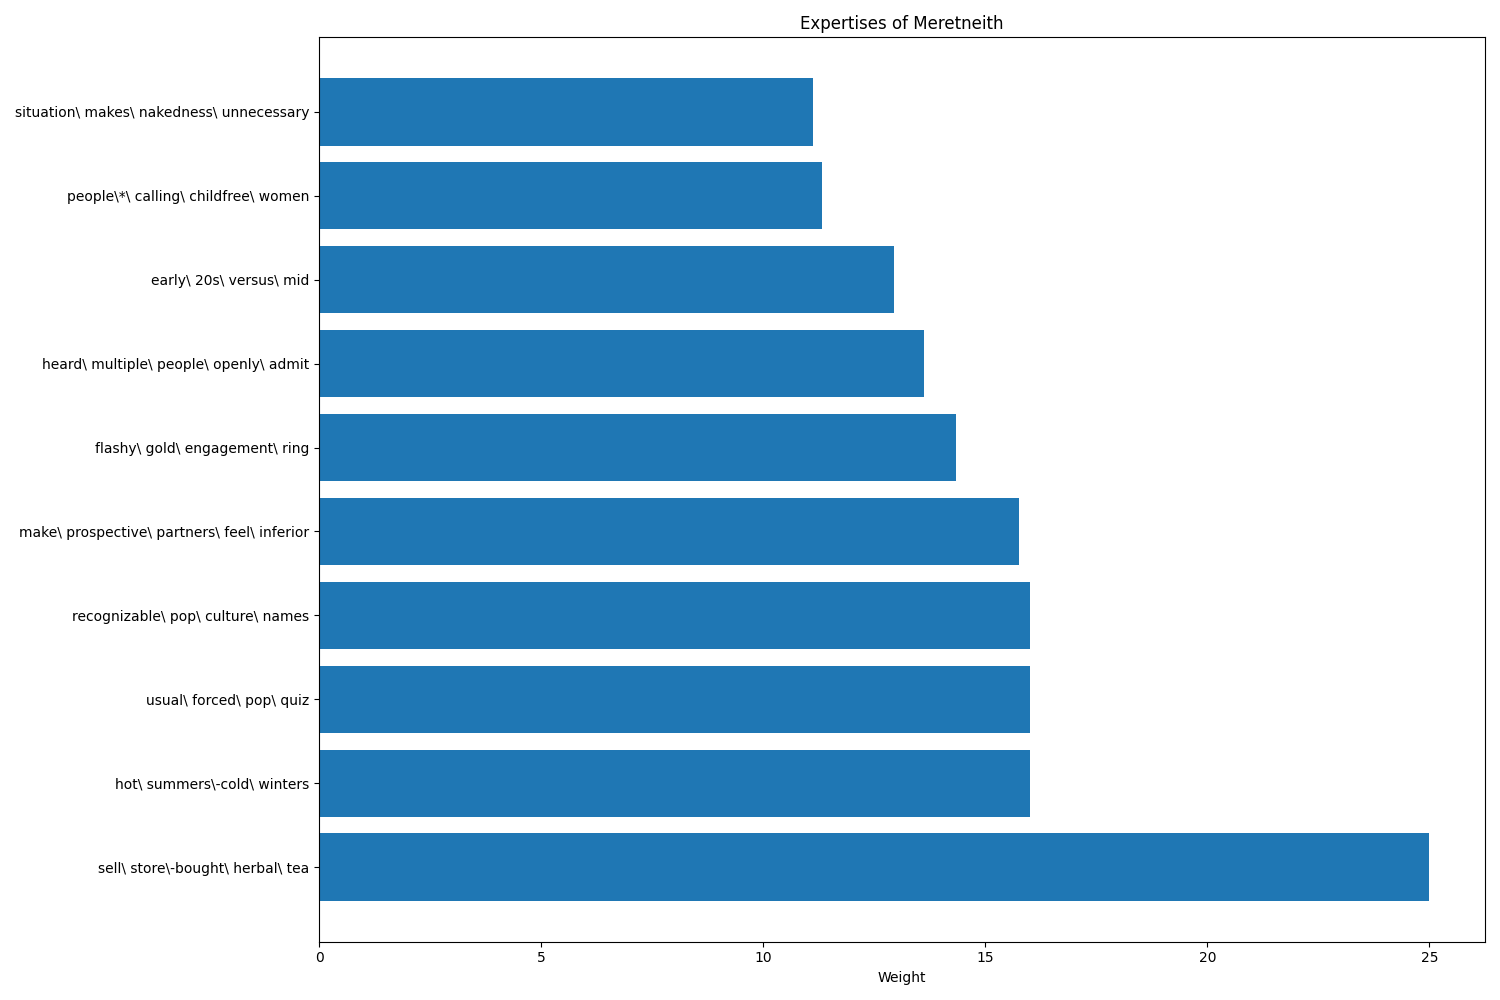 Expertises of Meretneith
situation\ makes\ nakedness\ unnecessary
people\*\ calling\ childfree\ women
early\ 20s\ versus\ mid
heard\ multiple\ people\ openly\ admit
flashy\ gold\ engagement\ ring
make\ prospective\ partners\ feel\ inferior
recognizable\ pop\ culture\ names
usual\ forced\ pop\ quiz
hot\ summers\-cold\ winters
sell\ store\-bought\ herbal\ tea
0 5 10 15 20 25
Weight